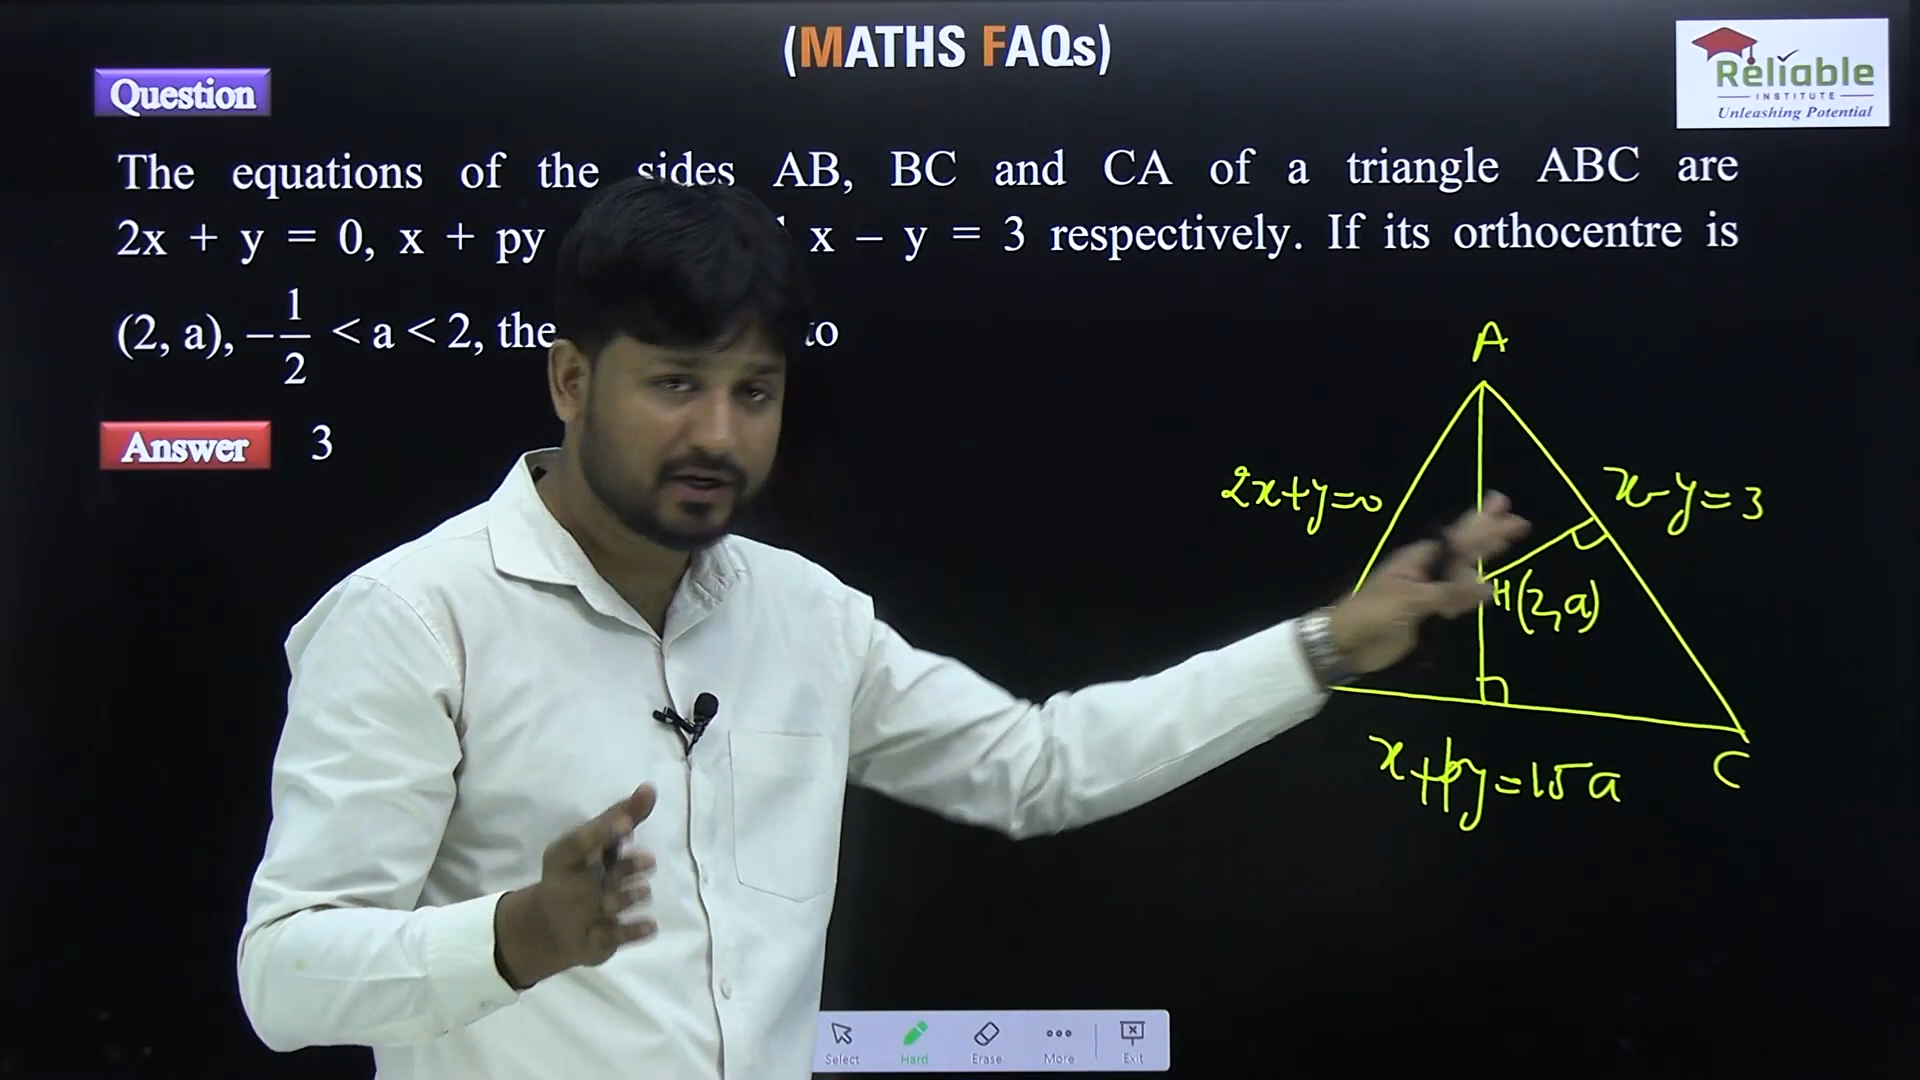 (MATHS FAQs)
Reliable
INSTITUTE
Unleashing Potential
Question
The equations of the sides AB, BC and CA of a triangle ABC are
2x + y = 0, x + py x – y = 3 respectively. If its orthocentre is
(2, a), –1/2 < a < 2, the to
Answer 3
A
2x+y=0
x-y=3
H(2,a)
C
x+py=15a
Select Hard Erase More Exit